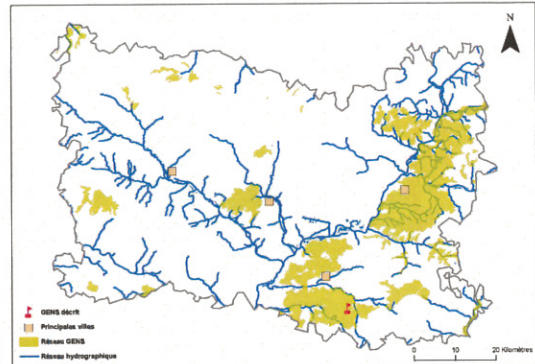 N
GENS décrit
Principales villes
Réseau GENS
Réseau hydrographique
0 10 20 Kilomètres